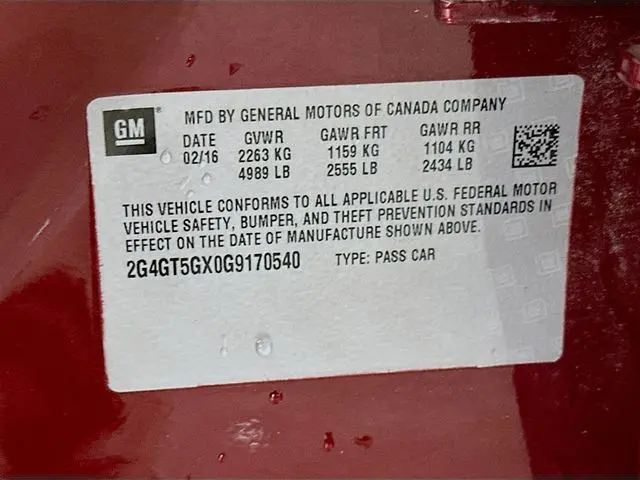 GM
MFD BY GENERAL MOTORS OF CANADA COMPANY
DATE GVWR GAWR FRT GAWR RR
02/16 2263 KG 1159 KG 1104 KG
4989 LB 2555 LB 2434 LB
THIS VEHICLE CONFORMS TO ALL APPLICABLE U.S. FEDERAL MOTOR
VEHICLE SAFETY, BUMPER, AND THEFT PREVENTION STANDARDS IN
EFFECT ON THE DATE OF MANUFACTURE SHOWN ABOVE.
2G4GT5GX0G9170540 TYPE: PASS CAR